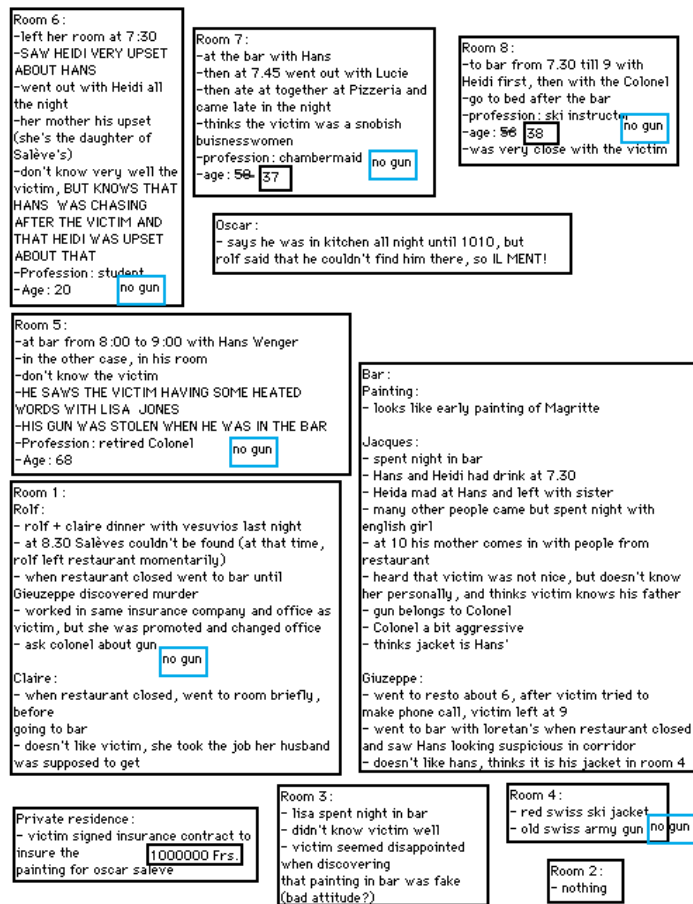 Room 6:
-left her room at 7:30
-SAW HEIDI VERY UPSET
ABOUT HANS
-went out with Heidi all
the night
-her mother his upset
(she's the daughter of
Salève's)
-don't know very well the
victim, BUT KNOWS THAT
HANS WAS CHASING
AFTER THE VICTIM AND
THAT HEIDI WAS UPSET
ABOUT THAT
-Profession: student
-Age: 20
no gun
Room 7:
-at the bar with Hans
-then at 7.45 went out with Lucie
-then ate at together at Pizzeria and
came late in the night
-thinks the victim was a snobish
buisnesswomen
-profession: chambermaid
no gun
-age: 58 37
Room 8:
-to bar from 7.30 till 9 with
Heidi first, then with the Colonel
-go to bed after the bar
-profession: ski instructor
-age: 56 38
no gun
-was very close with the victim
Oscar:
- says he was in kitchen all night until 1010, but
rolf said that he couldn't find him there, so IL MENT!
Room 5:
-at bar from 8:00 to 9:00 with Hans Wenger
-in the other case, in his room
-don't know the victim
-HE SAWS THE VICTIM HAVING SOME HEATED
WORDS WITH LISA JONES
-HIS GUN WAS STOLEN WHEN HE WAS IN THE BAR
-Profession: retired Colonel
-Age: 68
no gun
Bar:
Painting:
- looks like early painting of Magritte
Jacques:
- spent night in bar
- Hans and Heidi had drink at 7.30
- Heida mad at Hans and left with sister
- many other people came but spent night with
english girl
- at 10 his mother comes in with people from
restaurant
- heard that victim was not nice, but doesn't know
her personally, and thinks victim knows his father
- gun belongs to Colonel
- Colonel a bit aggressive
- thinks jacket is Hans'
Giuzeppe:
- went to resto about 6, after victim tried to
make phone call, victim left at 9
- went to bar with loretan's when restaurant closed
and saw Hans looking suspicious in corridor
- doesn't like hans, thinks it is his jacket in room 4
Room 1:
Rolf:
- rolf + claire dinner with vesuvios last night
- at 8.30 Salèves couldn't be found (at that time,
rolf left restaurant momentarily)
- when restaurant closed went to bar until
Gieuzeppe discovered murder
- worked in same insurance company and office as
victim, but she was promoted and changed office
- ask colonel about gun
no gun
Claire:
- when restaurant closed, went to room briefly,
before
going to bar
- doesn't like victim, she took the job her husband
was supposed to get
Private residence:
- victim signed insurance contract to
insure the 1000000 Frs.
painting for oscar salève
Room 3:
- lisa spent night in bar
- didn't know victim well
- victim seemed disappointed
when discovering
that painting in bar was fake
(bad attitude?)
Room 4:
- red swiss ski jacket
- old swiss army gun
no gun
Room 2:
- nothing